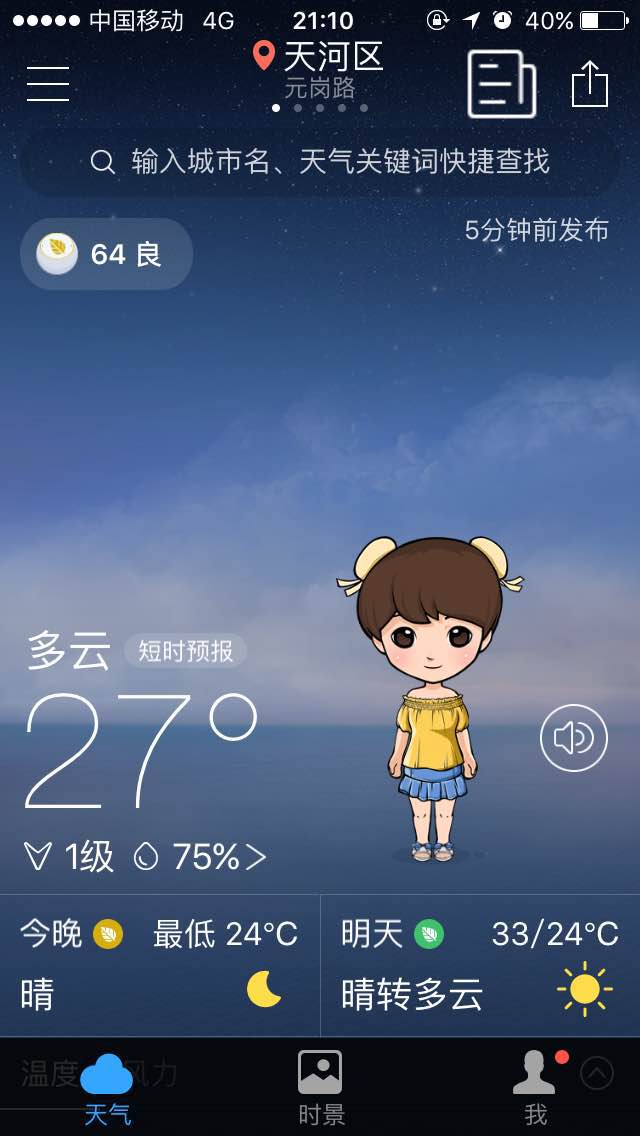 中国移动 4G 21:10 40%
天河区
元岗路
输入城市名、天气关键词快捷查找
5分钟前发布
64 良
多云 短时预报
27°
1级 75%
今晚 最低 24°C
晴
明天 33/24°C
晴转多云
温度 风力
天气 时景 我